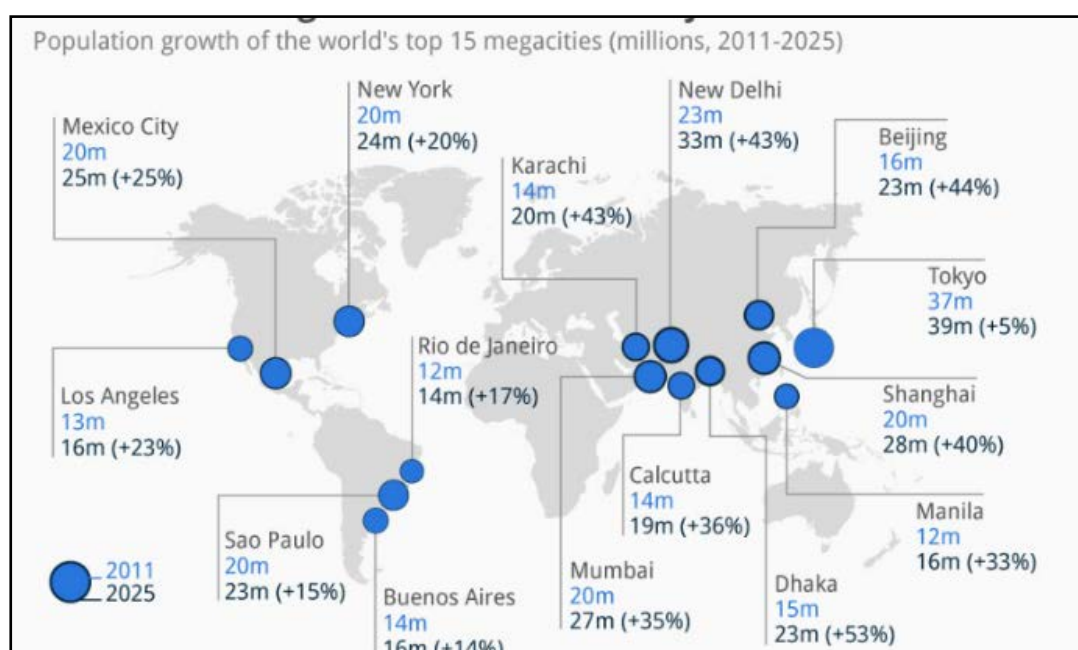 Population growth of the world's top 15 megacities (millions, 2011-2025)
New York
20m
24m (+20%)
New Delhi
23m
33m (+43%)
Mexico City
20m
25m (+25%)
Beijing
16m
23m (+44%)
Karachi
14m
20m (+43%)
Tokyo
37m
39m (+5%)
Rio de Janeiro
12m
14m (+17%)
Los Angeles
13m
16m (+23%)
Shanghai
20m
28m (+40%)
Calcutta
14m
19m (+36%)
Manila
12m
16m (+33%)
Sao Paulo
20m
23m (+15%)
Mumbai
20m
27m (+35%)
Dhaka
15m
23m (+53%)
Buenos Aires
14m
16m (+14%)
2011
2025